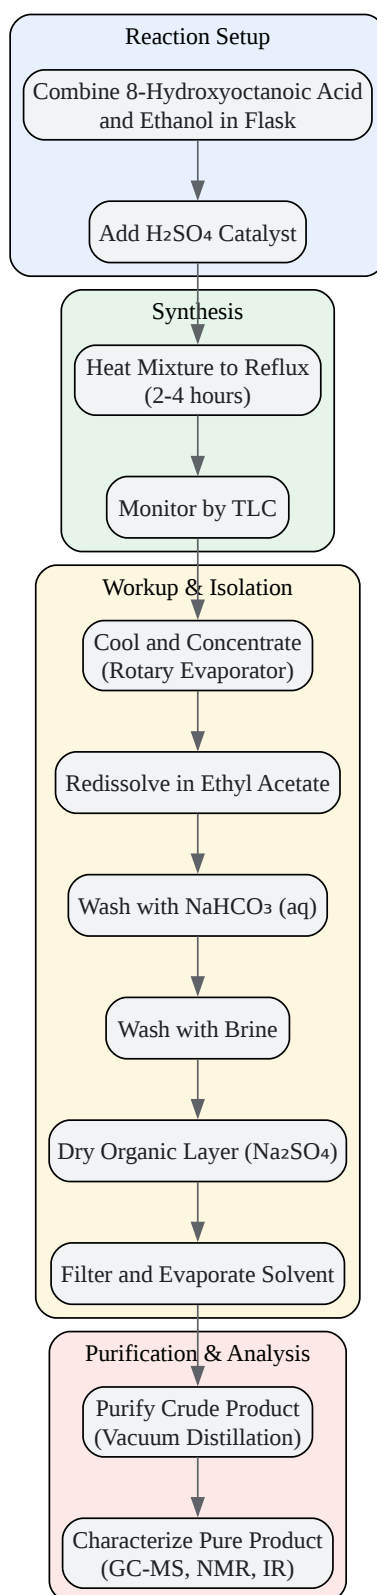 Reaction Setup
Combine 8-Hydroxyoctanoic Acid
and Ethanol in Flask
Add H₂SO₄ Catalyst
Synthesis
Heat Mixture to Reflux
(2-4 hours)
Monitor by TLC
Workup & Isolation
Cool and Concentrate
(Rotary Evaporator)
Redissolve in Ethyl Acetate
Wash with NaHCO₃ (aq)
Wash with Brine
Dry Organic Layer (Na₂SO₄)
Filter and Evaporate Solvent
Purification & Analysis
Purify Crude Product
(Vacuum Distillation)
Characterize Pure Product
(GC-MS, NMR, IR)